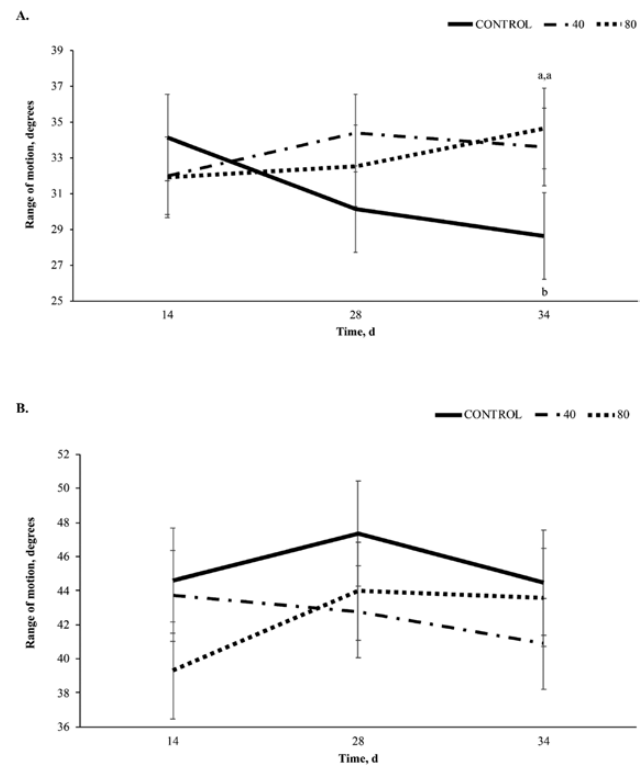 A.
CONTROL 40 80
39
37
35
33
31
29
27
25
a,a
b
14 28 34
Range of motion, degrees
Time, d
B.
CONTROL 40 80
52
50
48
46
44
42
40
38
36
14 28 34
Range of motion, degrees
Time, d